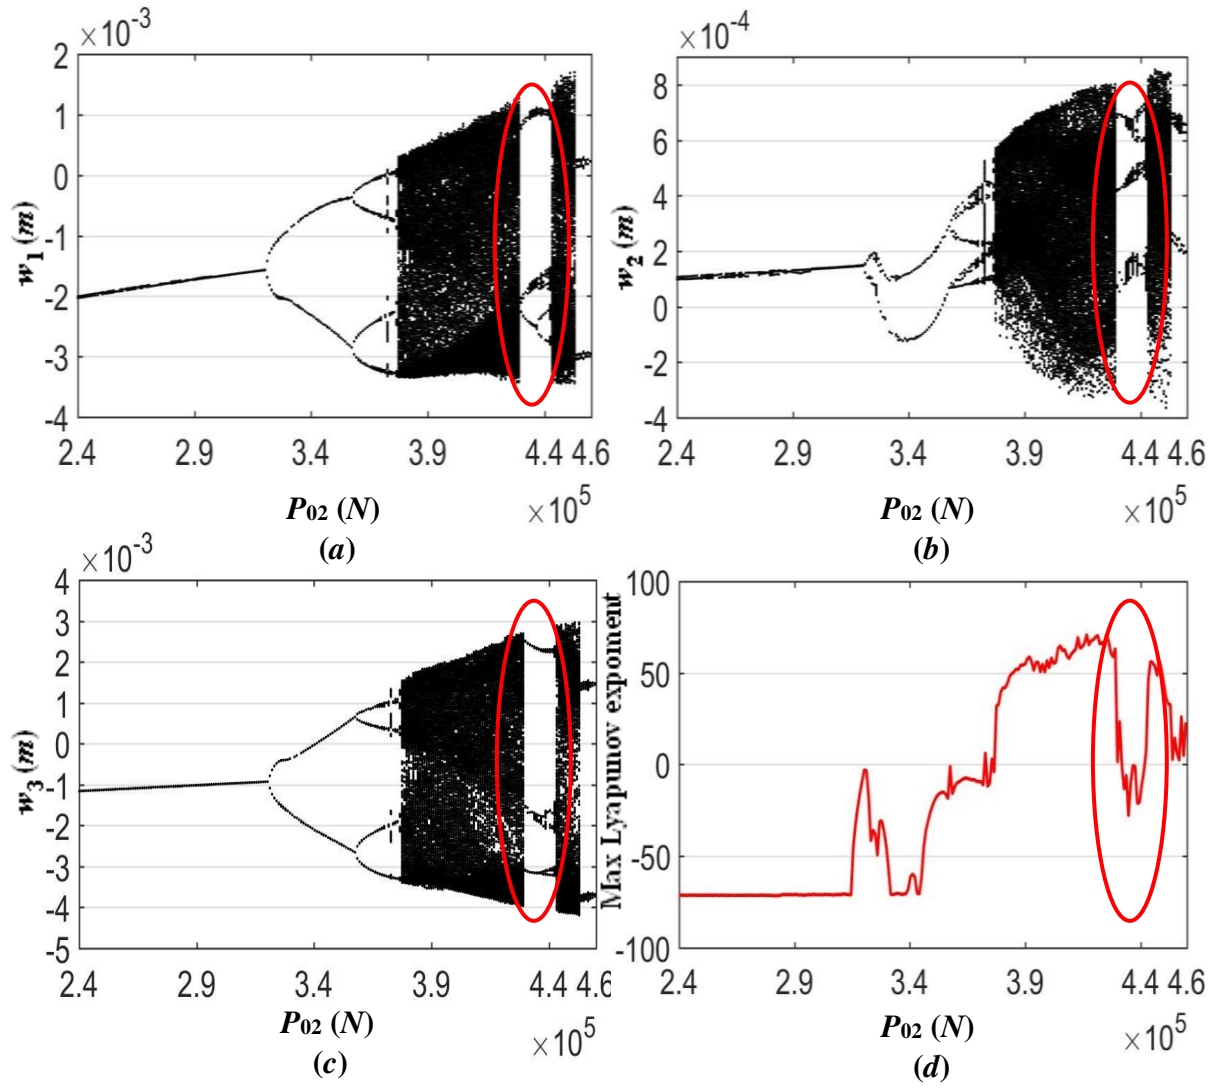 ×10⁻³
2
1
0
-1
-2
-3
-4
w₁ (m)
2.4 2.9 3.4 3.9 4.4 4.6
P₀₂ (N)
×10⁵
(a)
×10⁻⁴
8
6
4
2
0
-2
-4
w₂ (m)
2.4 2.9 3.4 3.9 4.4 4.6
P₀₂ (N)
×10⁵
(b)
×10⁻³
4
3
2
1
0
-1
-2
-3
-4
-5
w₃ (m)
2.4 2.9 3.4 3.9 4.4 4.6
P₀₂ (N)
×10⁵
(c)
100
50
0
-50
-100
Max Lyapunov expoment
2.4 2.9 3.4 3.9 4.4 4.6
P₀₂ (N)
×10⁵
(d)